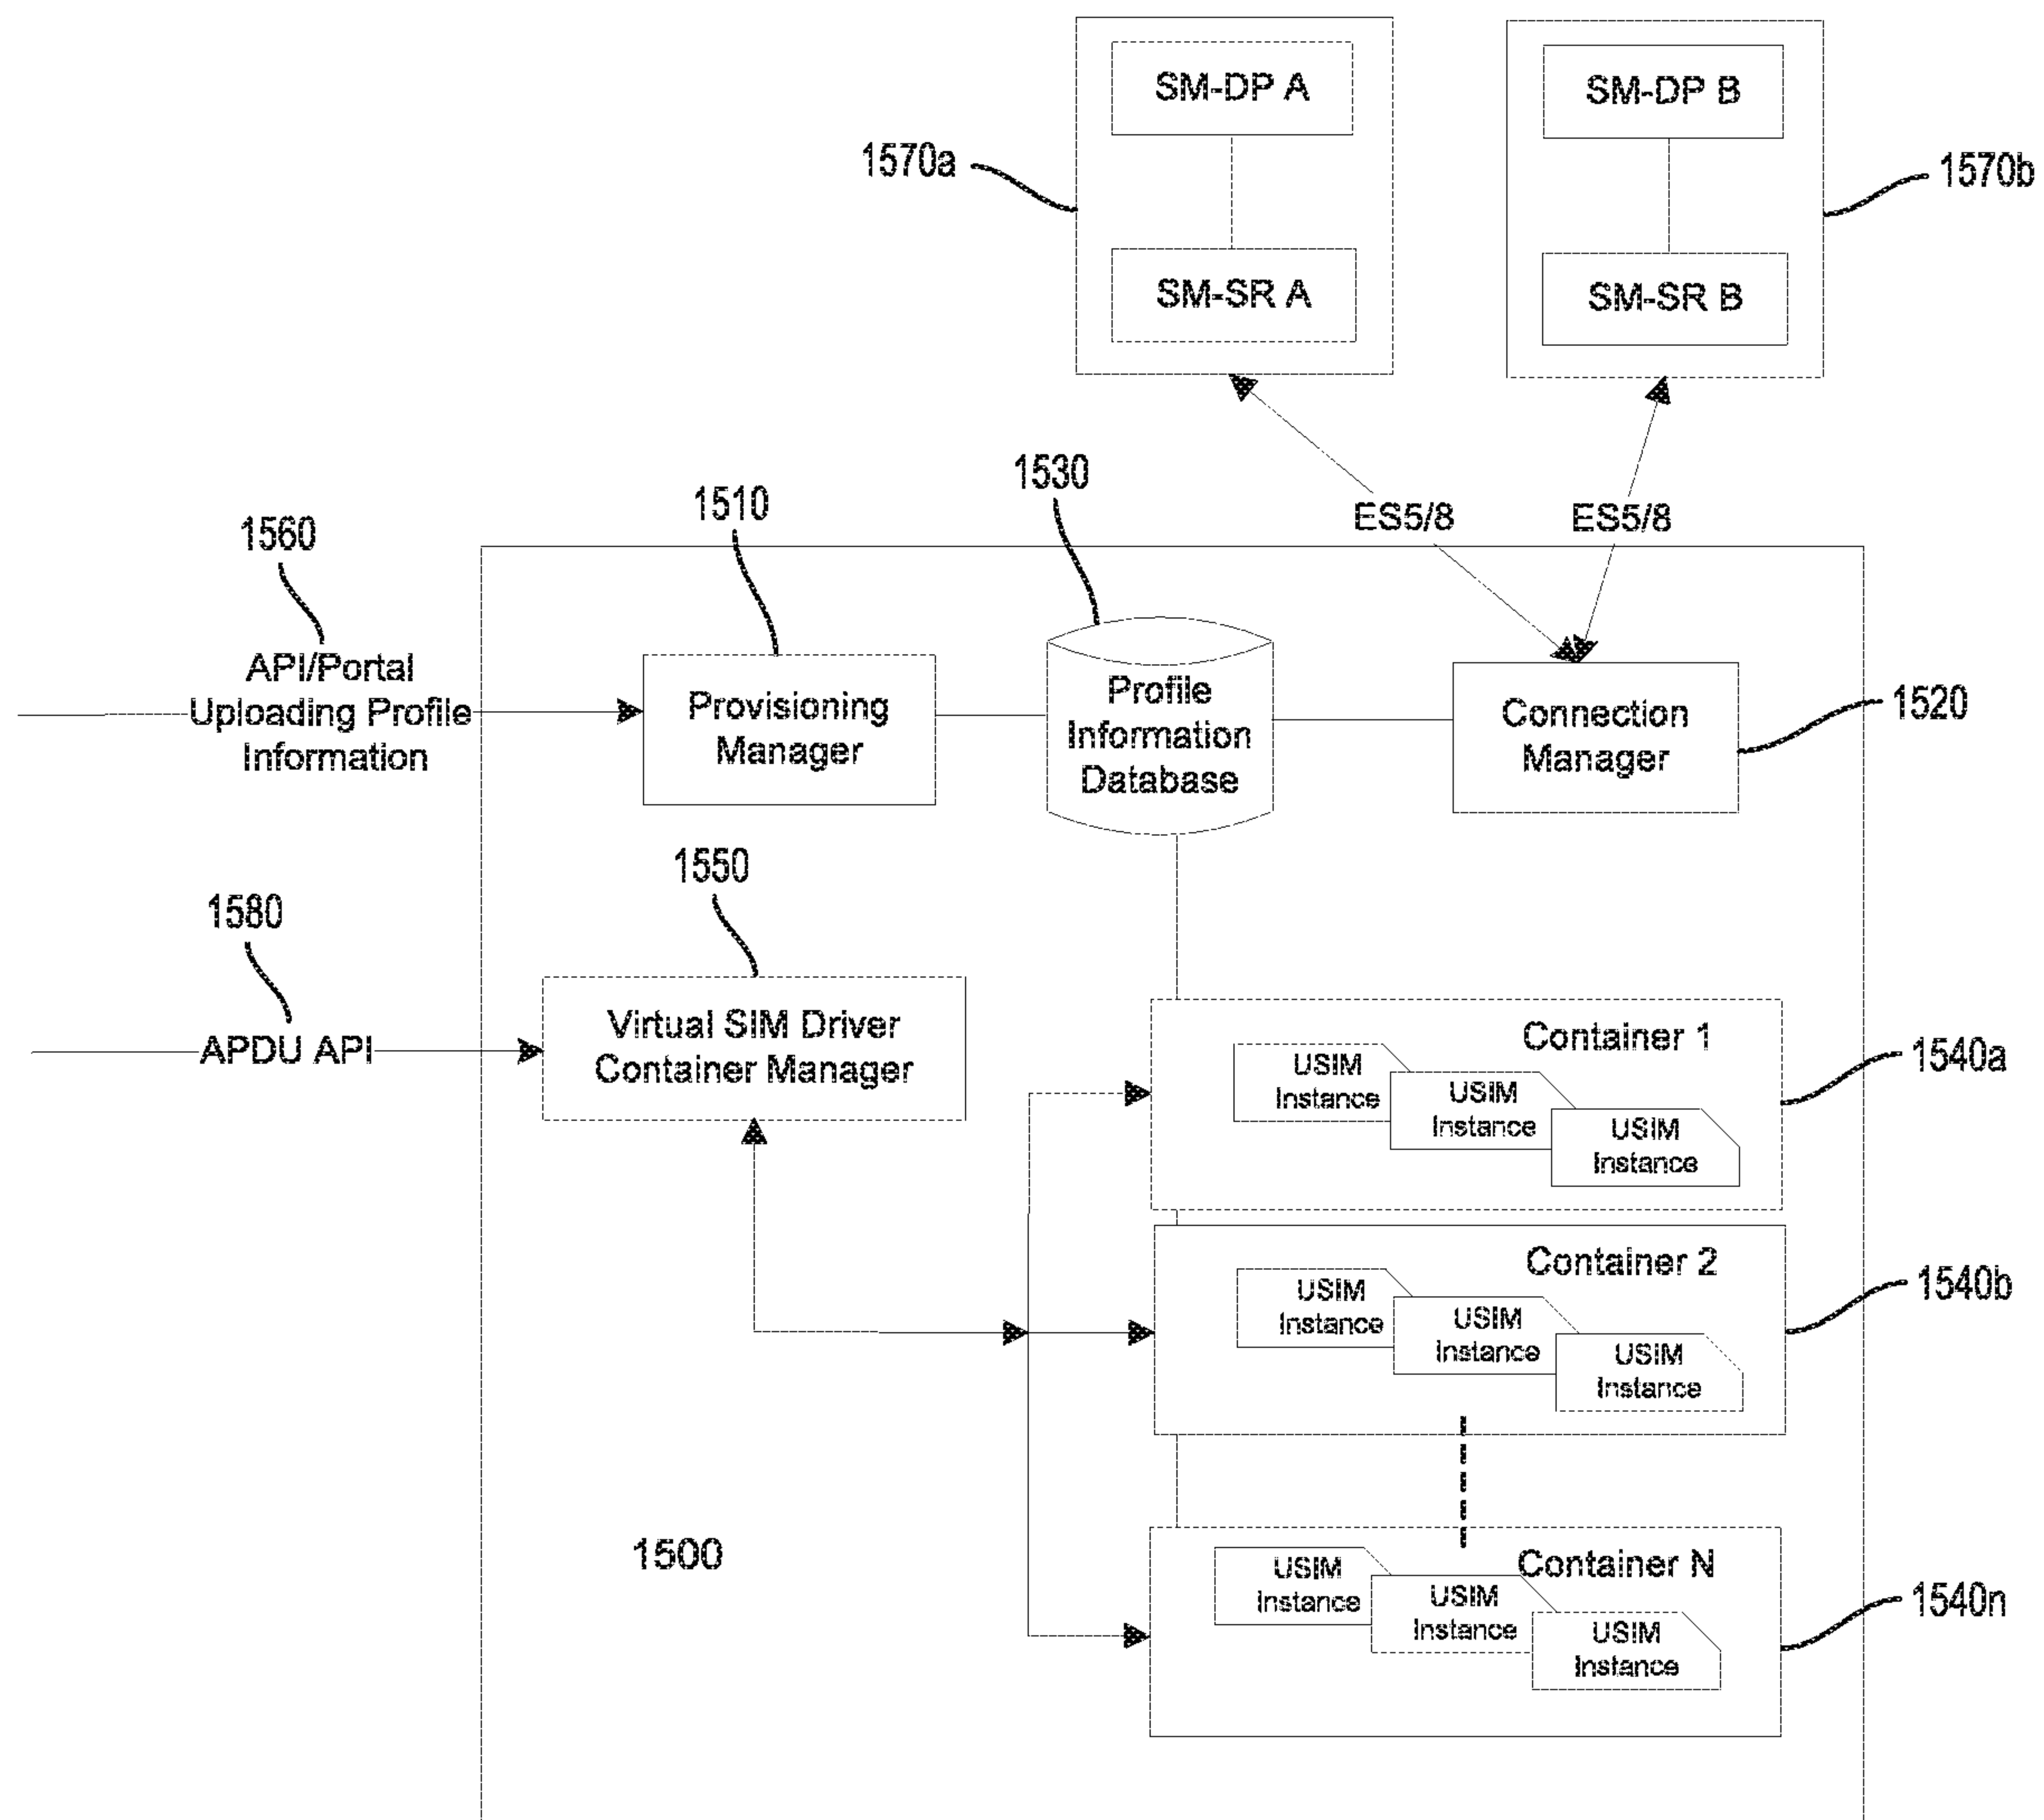 SM-DP A
SM-DP B
1570a
1570b
SM-SR A
SM-SR B
1530
1510
ES5/8
ES5/8
1560
API/Portal
Uploading Profile
Information
Provisioning
Manager
Profile
Information
Database
Connection
Manager
1520
1550
1580
APDU API
Virtual SIM Driver
Container Manager
Container 1
USIM
Instance
USIM
Instance
USIM
Instance
1540a
Container 2
USIM
Instance
USIM
Instance
USIM
Instance
1540b
1500
Container N
USIM
Instance
USIM
Instance
USIM
Instance
1540n